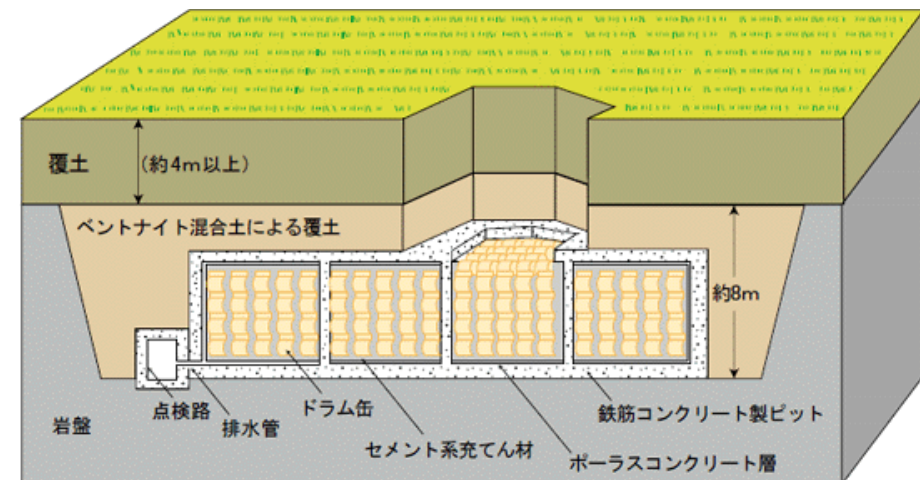 覆土
(約4m以上)
ベントナイト混合土による覆土
約8m
点検路
排水管
ドラム缶
セメント系充てん材
鉄筋コンクリート製ピット
ポーラスコンクリート層
岩盤